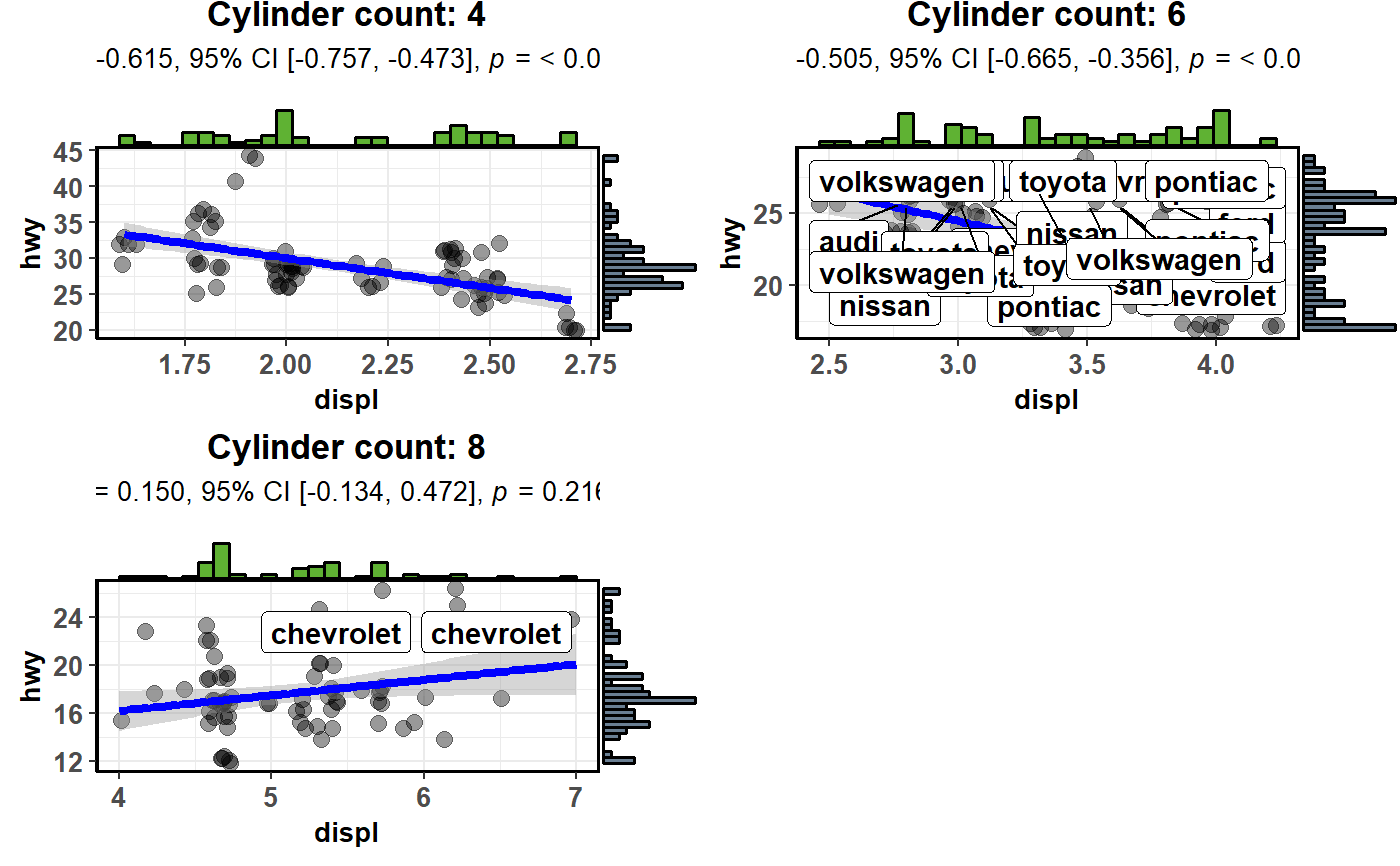 Cylinder count: 4
-0.615, 95% CI [-0.757, -0.473], p = < 0.0
45
40
35
30
25
20
hwy
1.75 2.00 2.25 2.50 2.75
displ
Cylinder count: 6
-0.505, 95% CI [-0.665, -0.356], p = < 0.0
25
20
hwy
volkswagen toyota pontiac
audi nissan
volkswagen toy volkswagen
nissan pontiac hevrolet
2.5 3.0 3.5 4.0
displ
Cylinder count: 8
= 0.150, 95% CI [-0.134, 0.472], p = 0.216
24
20
16
12
hwy
chevrolet chevrolet
4 5 6 7
displ